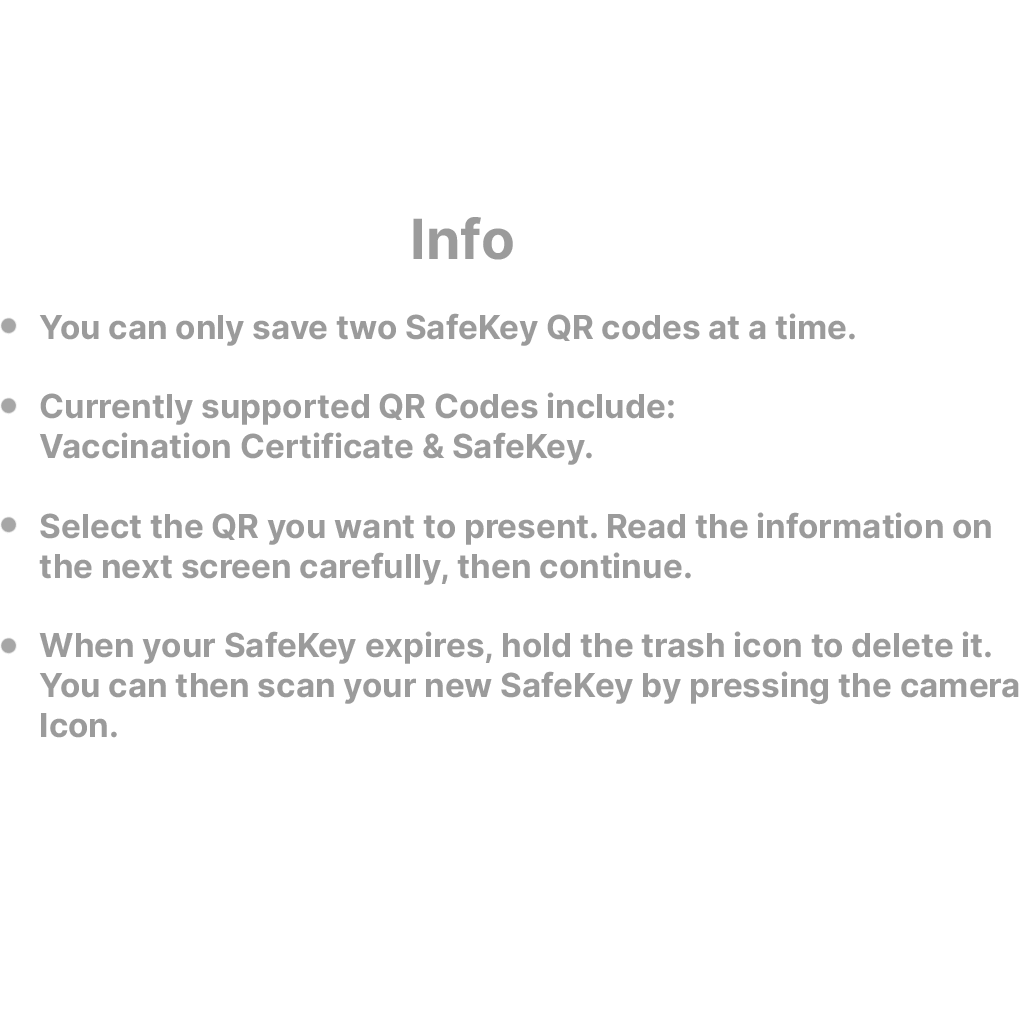 Info
• You can only save two SafeKey QR codes at a time.
• Currently supported QR Codes include:
Vaccination Certificate & SafeKey.
• Select the QR you want to present. Read the information on
the next screen carefully, then continue.
• When your SafeKey expires, hold the trash icon to delete it.
You can then scan your new SafeKey by pressing the camera
Icon.